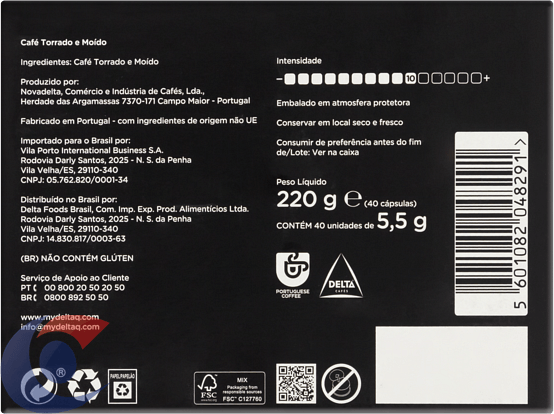 Café Torrado e Moído
Ingredientes: Café Torrado e Moído
Produzido por:
Novadelta, Comércio e Indústria de Cafés, Lda.,
Herdade das Argamassas 7370-171 Campo Maior - Portugal
Fabricado em Portugal - com ingredientes de origem não UE
Importado para o Brasil por:
Vila Porto International Business S.A.
Rodovia Darly Santos, 2025 - N. S. da Penha
Vila Velha/ES, 29110-340
CNPJ: 05.762.820/0001-34
Distribuído no Brasil por:
Delta Foods Brasil, Com. Imp. Exp. Prod. Alimentícios Ltda.
Rodovia Darly Santos, 2025 - N. S. da Penha
Vila Velha/ES, 29110-340
CNPJ: 14.830.817/0003-63
(BR) NÃO CONTÉM GLÚTEN
Serviço de Apoio ao Cliente
PT 00 800 20 50 20 50
BR 0800 892 50 50
www.mydeltaq.com
info@mydeltaq.com
Intensidade
- 10 +
Embalado em atmosfera protetora
Conservar em local seco e fresco
Consumir de preferência antes do fim
de/Lote: Ver na caixa
Peso Líquido
220 g ℮ (40 cápsulas)
CONTÉM 40 unidades de 5,5 g
PORTUGUESE
COFFEE
DELTA
CAFÉS
5 601082 048291 >
®
PAPEL/PAPELÃO
FSC
www.fsc.org
MIX
Packaging from
responsible sources
FSC® C127760